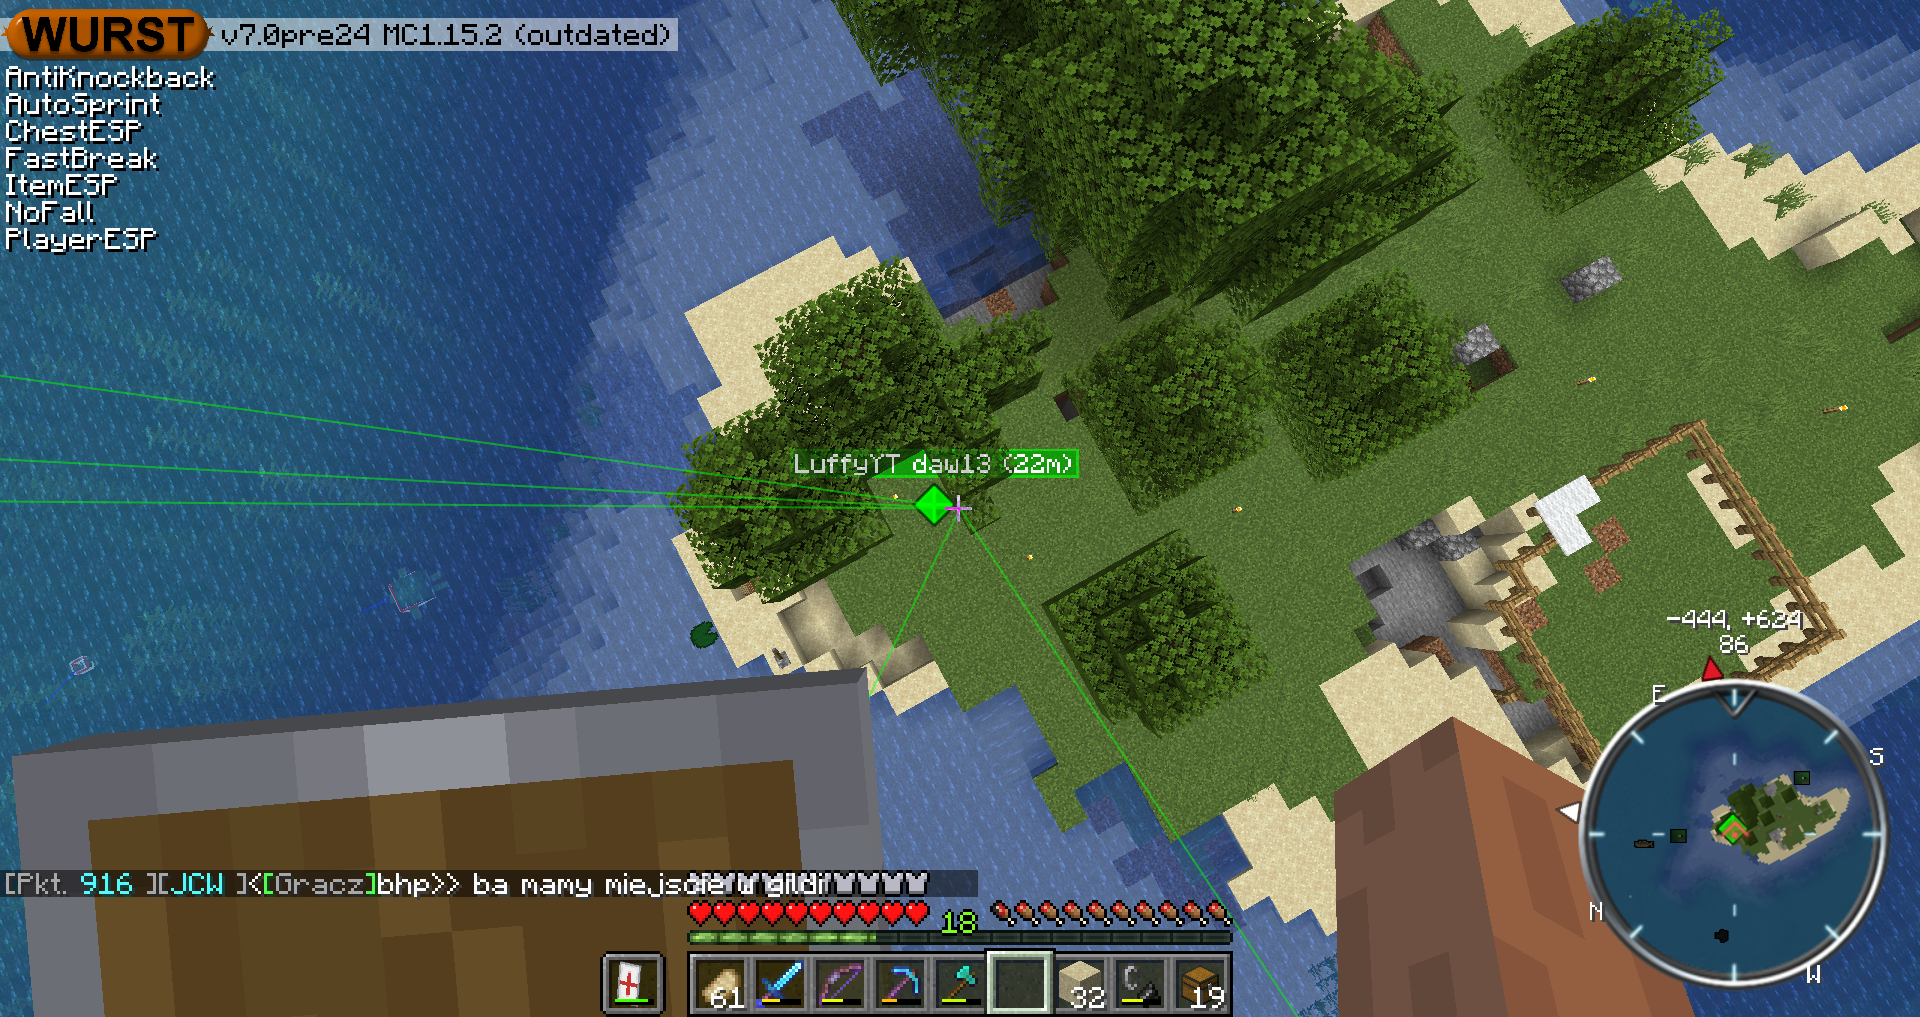 WURST v7.0pre24 MC1.15.2 (outdated)
AntiKnockback
AutoSprint
ChestESP
FastBreak
ItemESP
NoFall
PlayerESP
LuffyYT daw13 (22m)
-444, +624
86
E
S
N
W
[Pkt. 916 ][JCW ]<[Gracz]bhp>> ba mamy miejsce w gildi
18
61
32
19